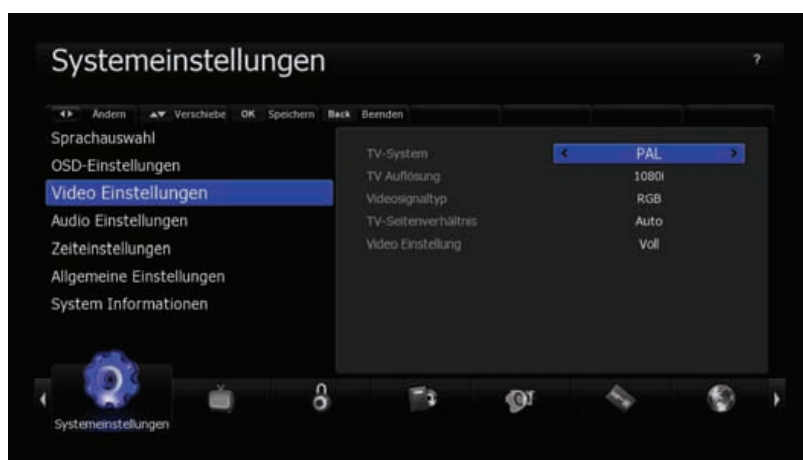 Systemeinstellungen ?
Ändern Verschiebe OK Speichern Back Beenden
Sprachauswahl
OSD-Einstellungen
Video Einstellungen
Audio Einstellungen
Zeiteinstellungen
Allgemeine Einstellungen
System Informationen
TV-System PAL
TV Auflösung 1080i
Videosignaltyp RGB
TV-Seitenverhältnis Auto
Video Einstellung Voll
Systemeinstellungen